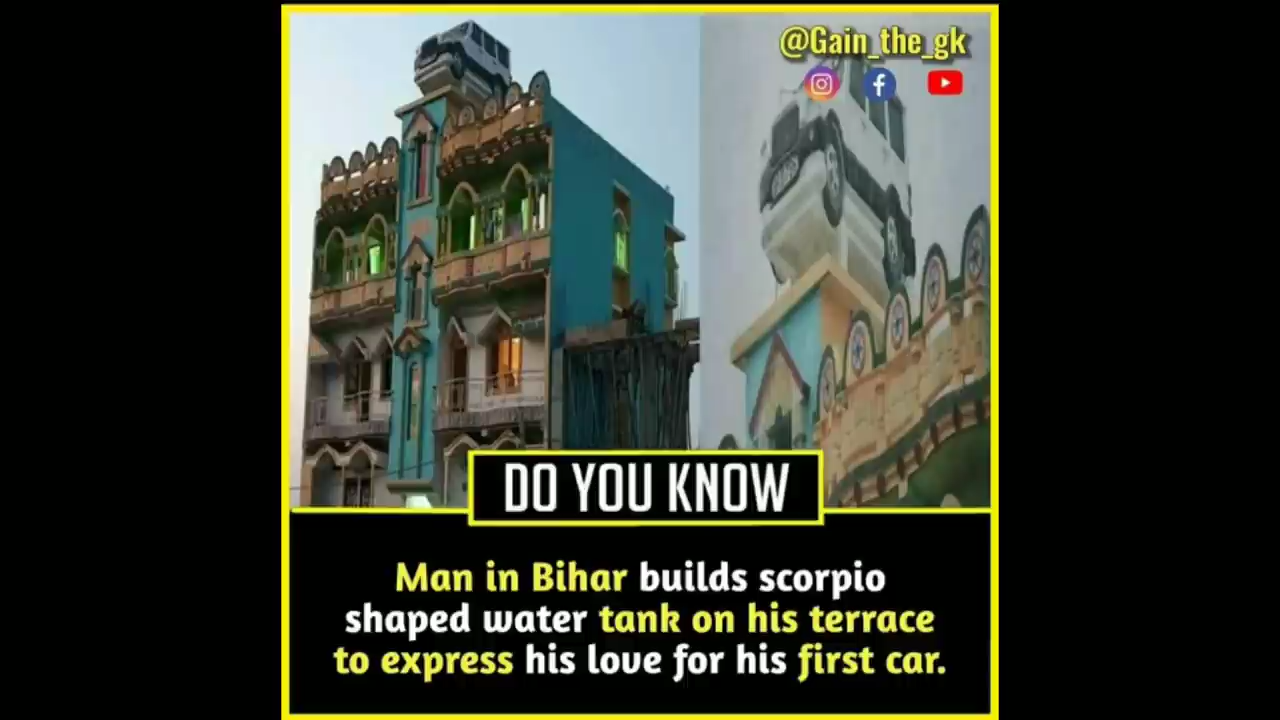 @Gain_the_gk
DO YOU KNOW
Man in Bihar builds scorpio
shaped water tank on his terrace
to express his love for his first car.